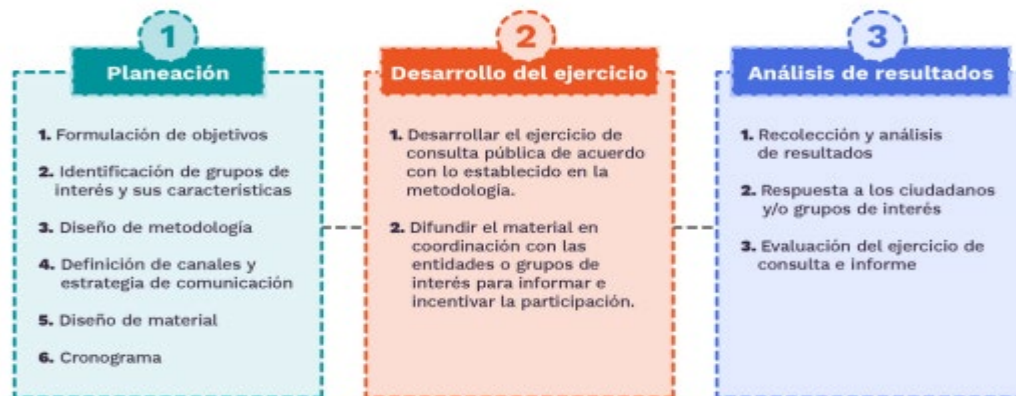 1
Planeación
1. Formulación de objetivos
2. Identificación de grupos de
interés y sus características
3. Diseño de metodología
4. Definición de canales y
estrategia de comunicación
5. Diseño de material
6. Cronograma
2
Desarrollo del ejercicio
1. Desarrollar el ejercicio de
consulta pública de acuerdo
con lo establecido en la
metodología.
2. Difundir el material en
coordinación con las
entidades o grupos de
interés para informar e
incentivar la participación.
3
Análisis de resultados
1. Recolección y análisis
de resultados
2. Respuesta a los ciudadanos
y/o grupos de interés
3. Evaluación del ejercicio de
consulta e informe